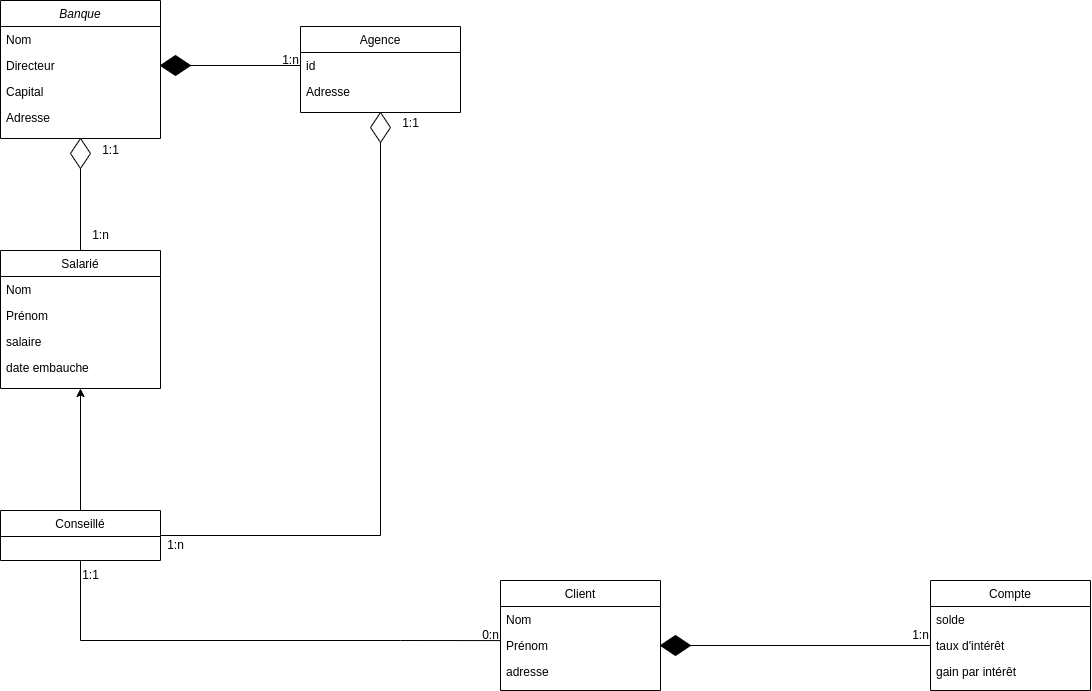 Banque
Nom
Directeur
Capital
Adresse
1:1
1:n
Agence
id
Adresse
1:1
1:n
Salarié
Nom
Prénom
salaire
date embauche
Conseillé
1:n
1:1
0:n
Client
Nom
Prénom
adresse
1:n
Compte
solde
taux d'intérêt
gain par intérêt